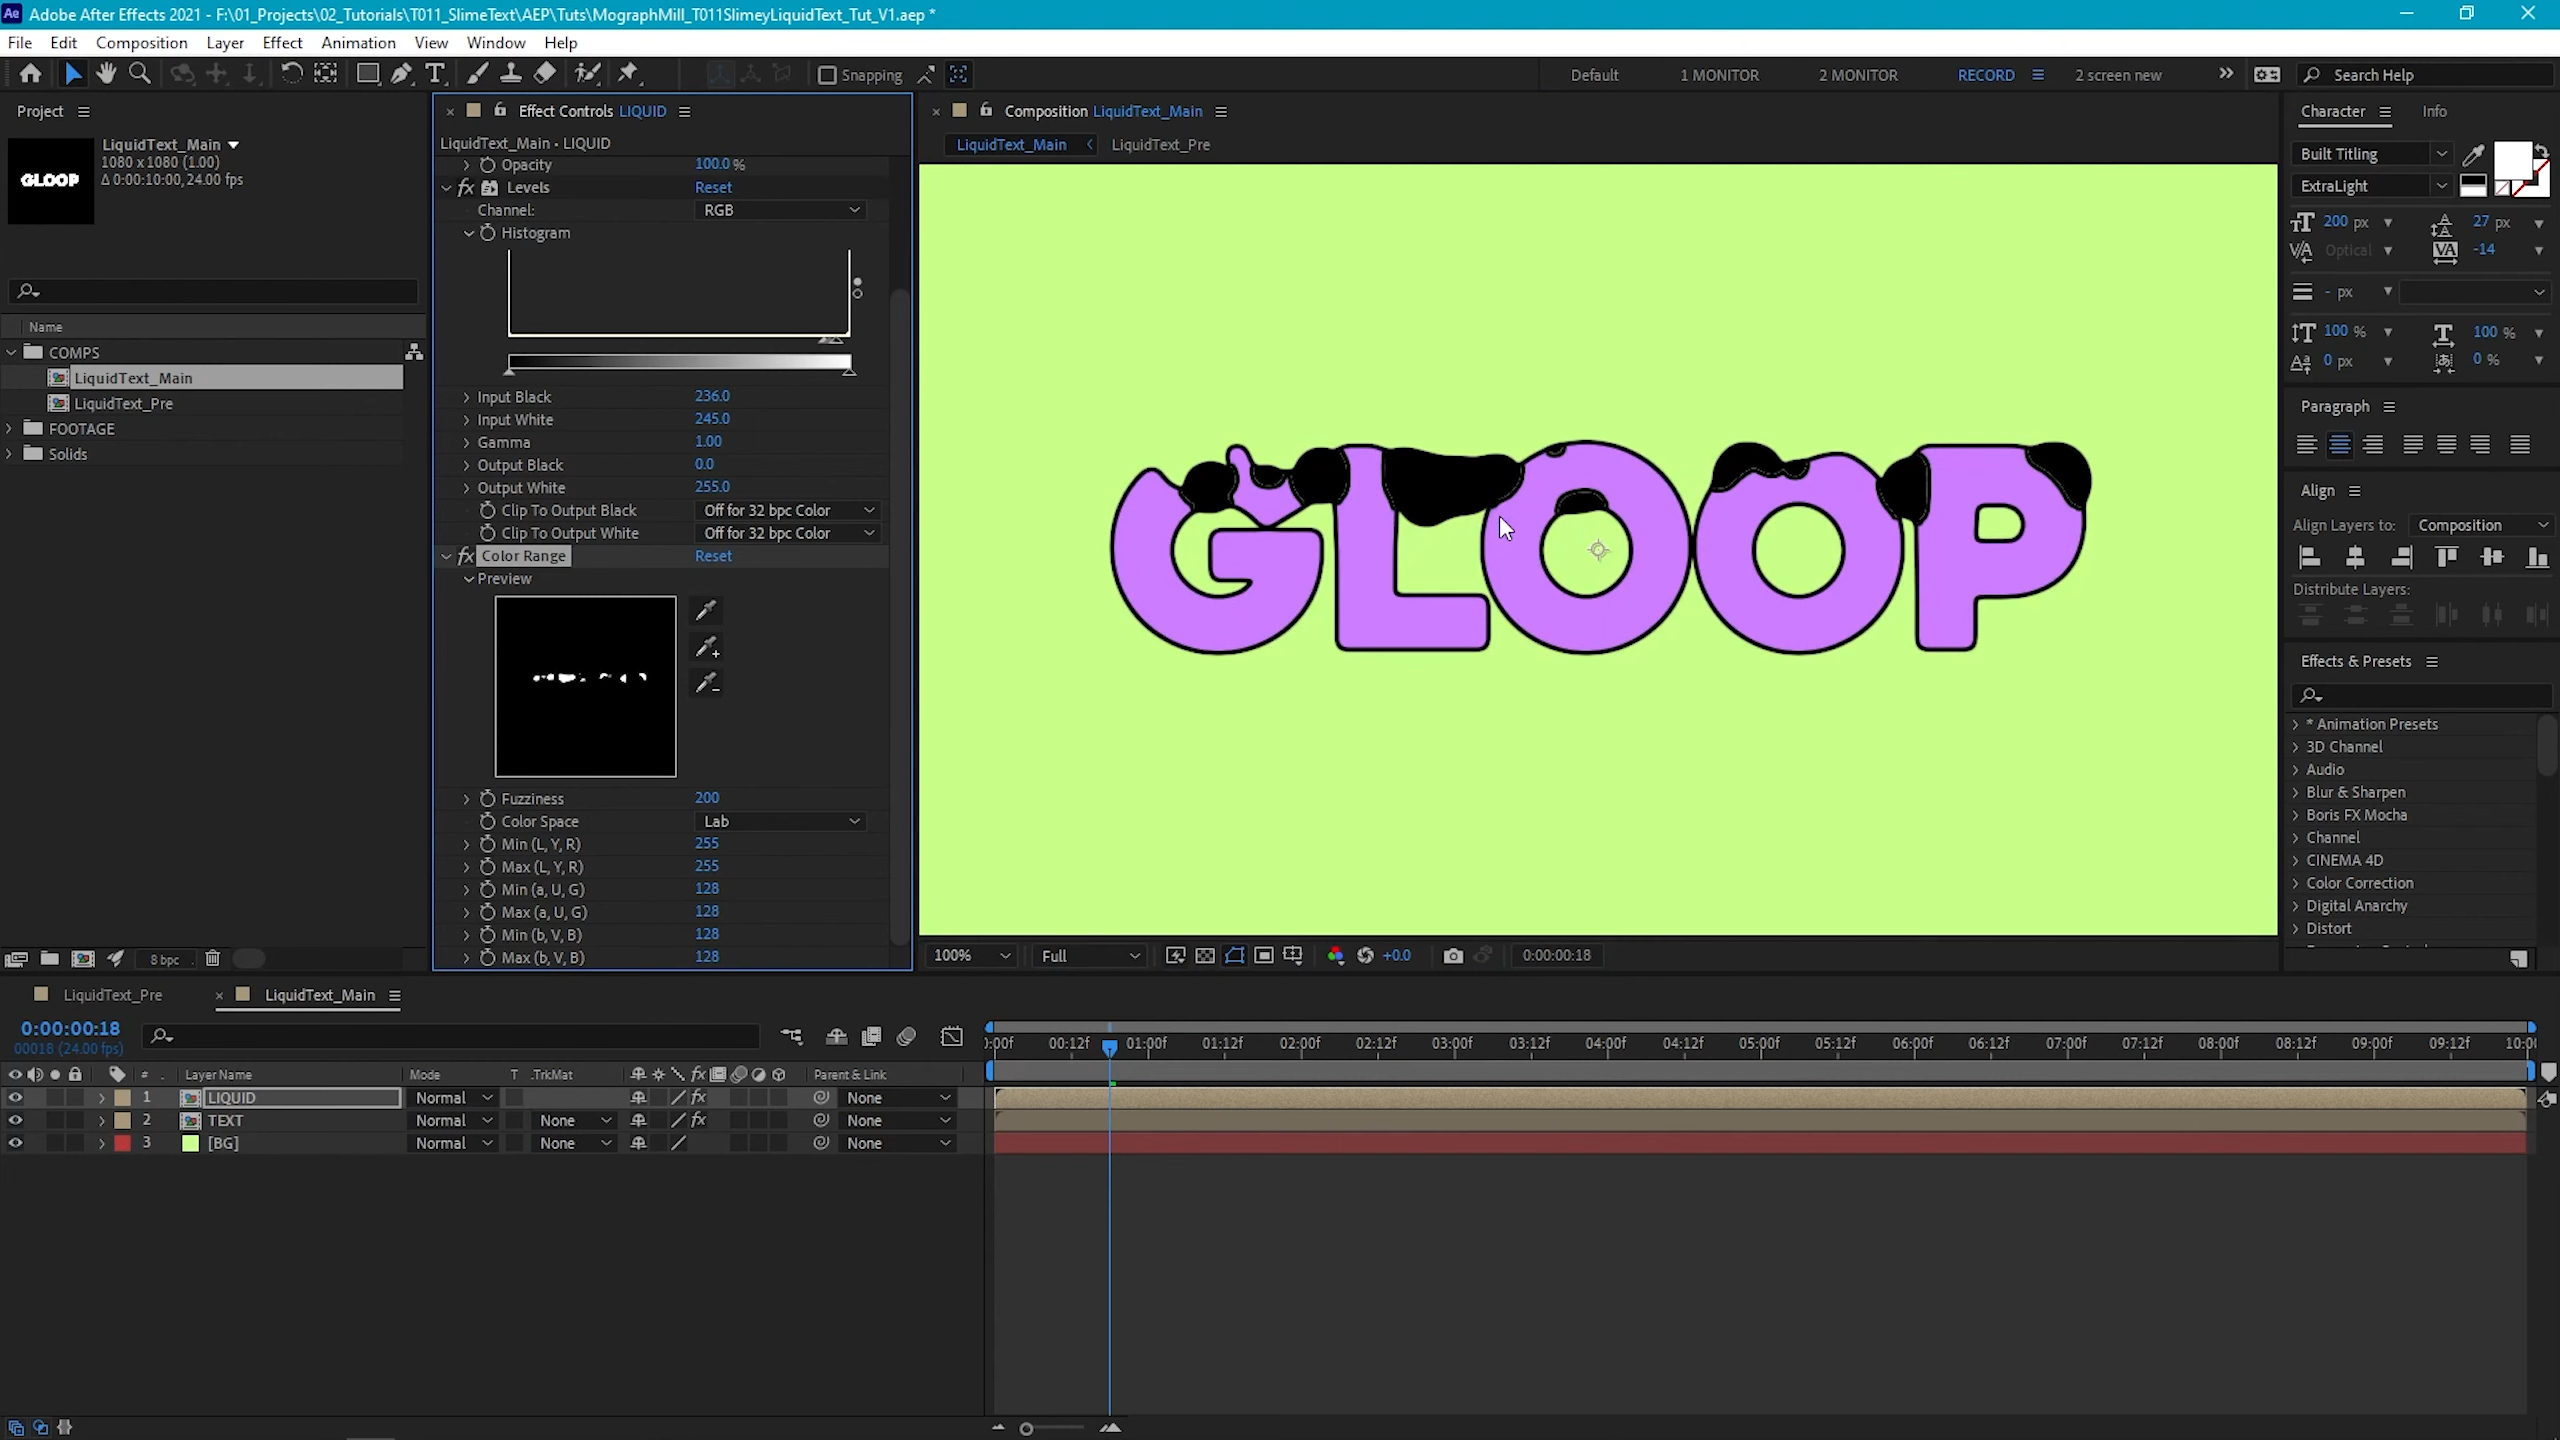 Adobe After Effects 2021 - F:\01_Projects\02_Tutorials\T011_SlimeText\AEP\Tuts\MographMill_T011SlimeyLiquidText_Tut_V1.aep *
File Edit Composition Layer Effect Animation View Window Help
Snapping
Default 1 MONITOR 2 MONITOR RECORD 2 screen new
Search Help
Project
LiquidText_Main
1080 x 1080 (1.00)
Δ 0:00:10:00, 24.00 fps
GLOOP
Name
COMPS
LiquidText_Main
LiquidText_Pre
FOOTAGE
Solids
8 bpc
Effect Controls LIQUID
LiquidText_Main • LIQUID
Opacity 100.0 %
fx Levels Reset
Channel: RGB
Histogram
Input Black 236.0
Input White 245.0
Gamma 1.00
Output Black 0.0
Output White 255.0
Clip To Output Black Off for 32 bpc Color
Clip To Output White Off for 32 bpc Color
fx Color Range Reset
Preview
Fuzziness 200
Color Space Lab
Min (L, Y, R) 255
Max (L, Y, R) 255
Min (a, U, G) 128
Max (a, U, G) 128
Min (b, V, B) 128
Max (b, V, B) 128
Composition LiquidText_Main
LiquidText_Main LiquidText_Pre
GLOOP
100% Full +0.0 0:00:00:18
Character Info
Built Titling
ExtraLight
200 px 27 px
Optical -14
- px
100 % 100 %
0 px 0 %
Paragraph
Align
Align Layers to: Composition
Distribute Layers:
Effects & Presets
* Animation Presets
3D Channel
Audio
Blur & Sharpen
Boris FX Mocha
Channel
CINEMA 4D
Color Correction
Digital Anarchy
Distort
LiquidText_Pre LiquidText_Main
0:00:00:18
00018 (24.00 fps)
:00f 00:12f 01:00f 01:12f 02:00f 02:12f 03:00f 03:12f 04:00f 04:12f 05:00f 05:12f 06:00f 06:12f 07:00f 07:12f 08:00f 08:12f 09:00f 09:12f 10:00
# Layer Name Mode T .TrkMat fx Parent & Link
1 LIQUID Normal fx None
2 TEXT Normal None fx None
3 [BG] Normal None None